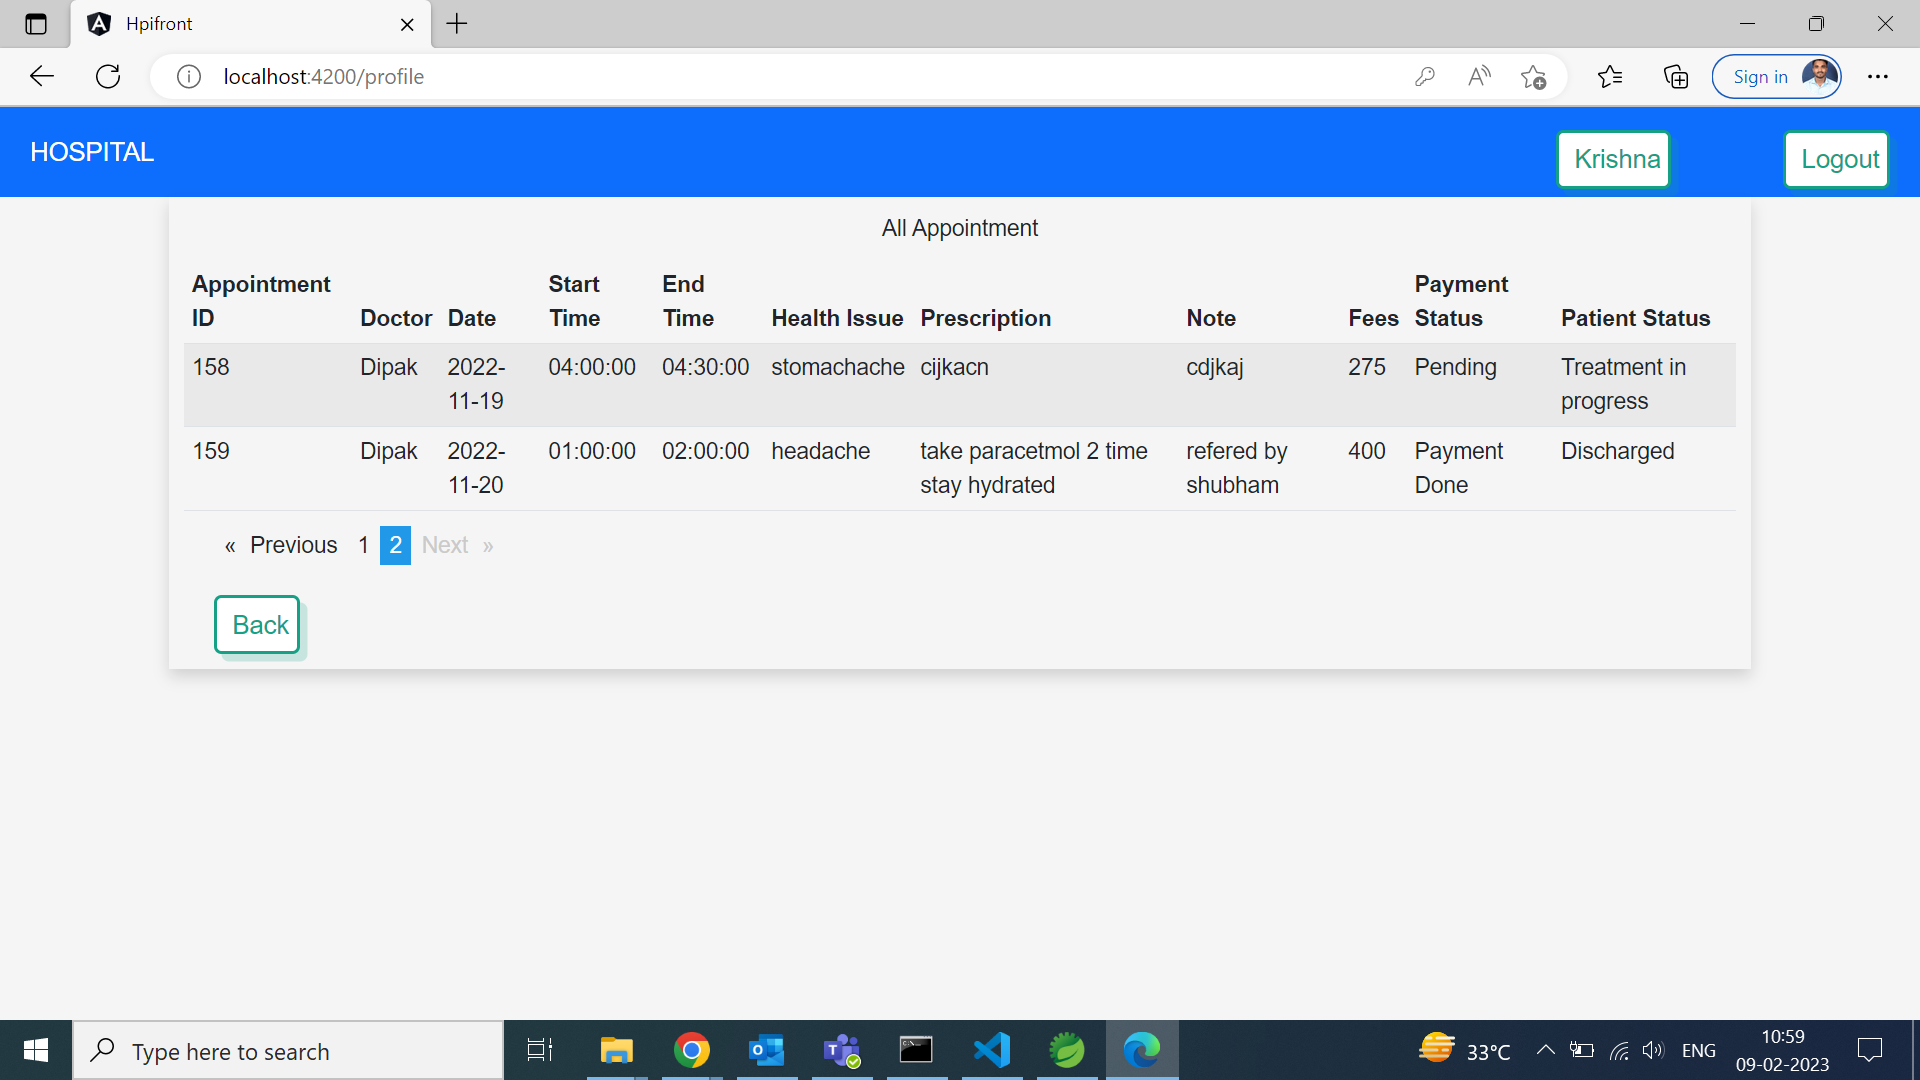 Hpifront
localhost:4200/profile
Sign in
HOSPITAL
Krishna
Logout
All Appointment
Appointment ID Doctor Date Start Time End Time Health Issue Prescription Note Fees Payment Status Patient Status
158 Dipak 2022-11-19 04:00:00 04:30:00 stomachache cijkacn cdjkaj 275 Pending Treatment in progress
159 Dipak 2022-11-20 01:00:00 02:00:00 headache take paracetmol 2 time stay hydrated refered by shubham 400 Payment Done Discharged
« Previous 1 2 Next »
Back
Type here to search
33°C
ENG
10:59
09-02-2023